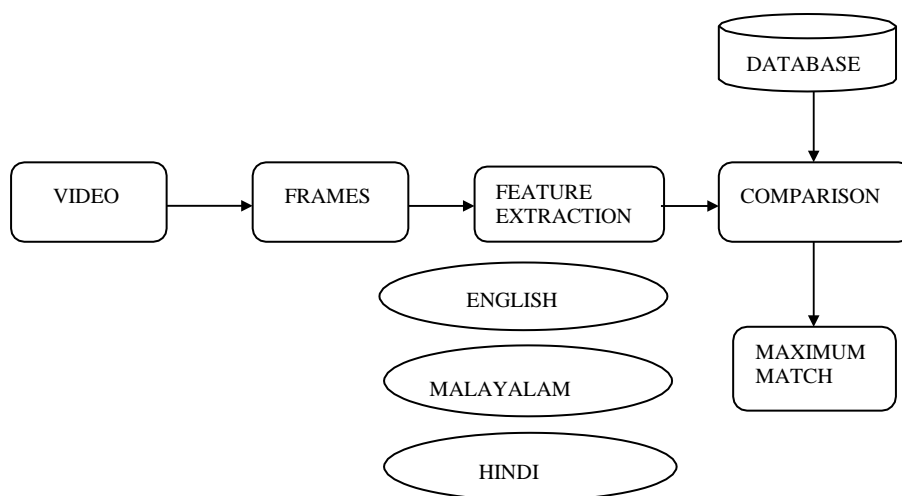 DATABASE
VIDEO
FRAMES
FEATURE
EXTRACTION
COMPARISON
ENGLISH
MALAYALAM
HINDI
MAXIMUM
MATCH